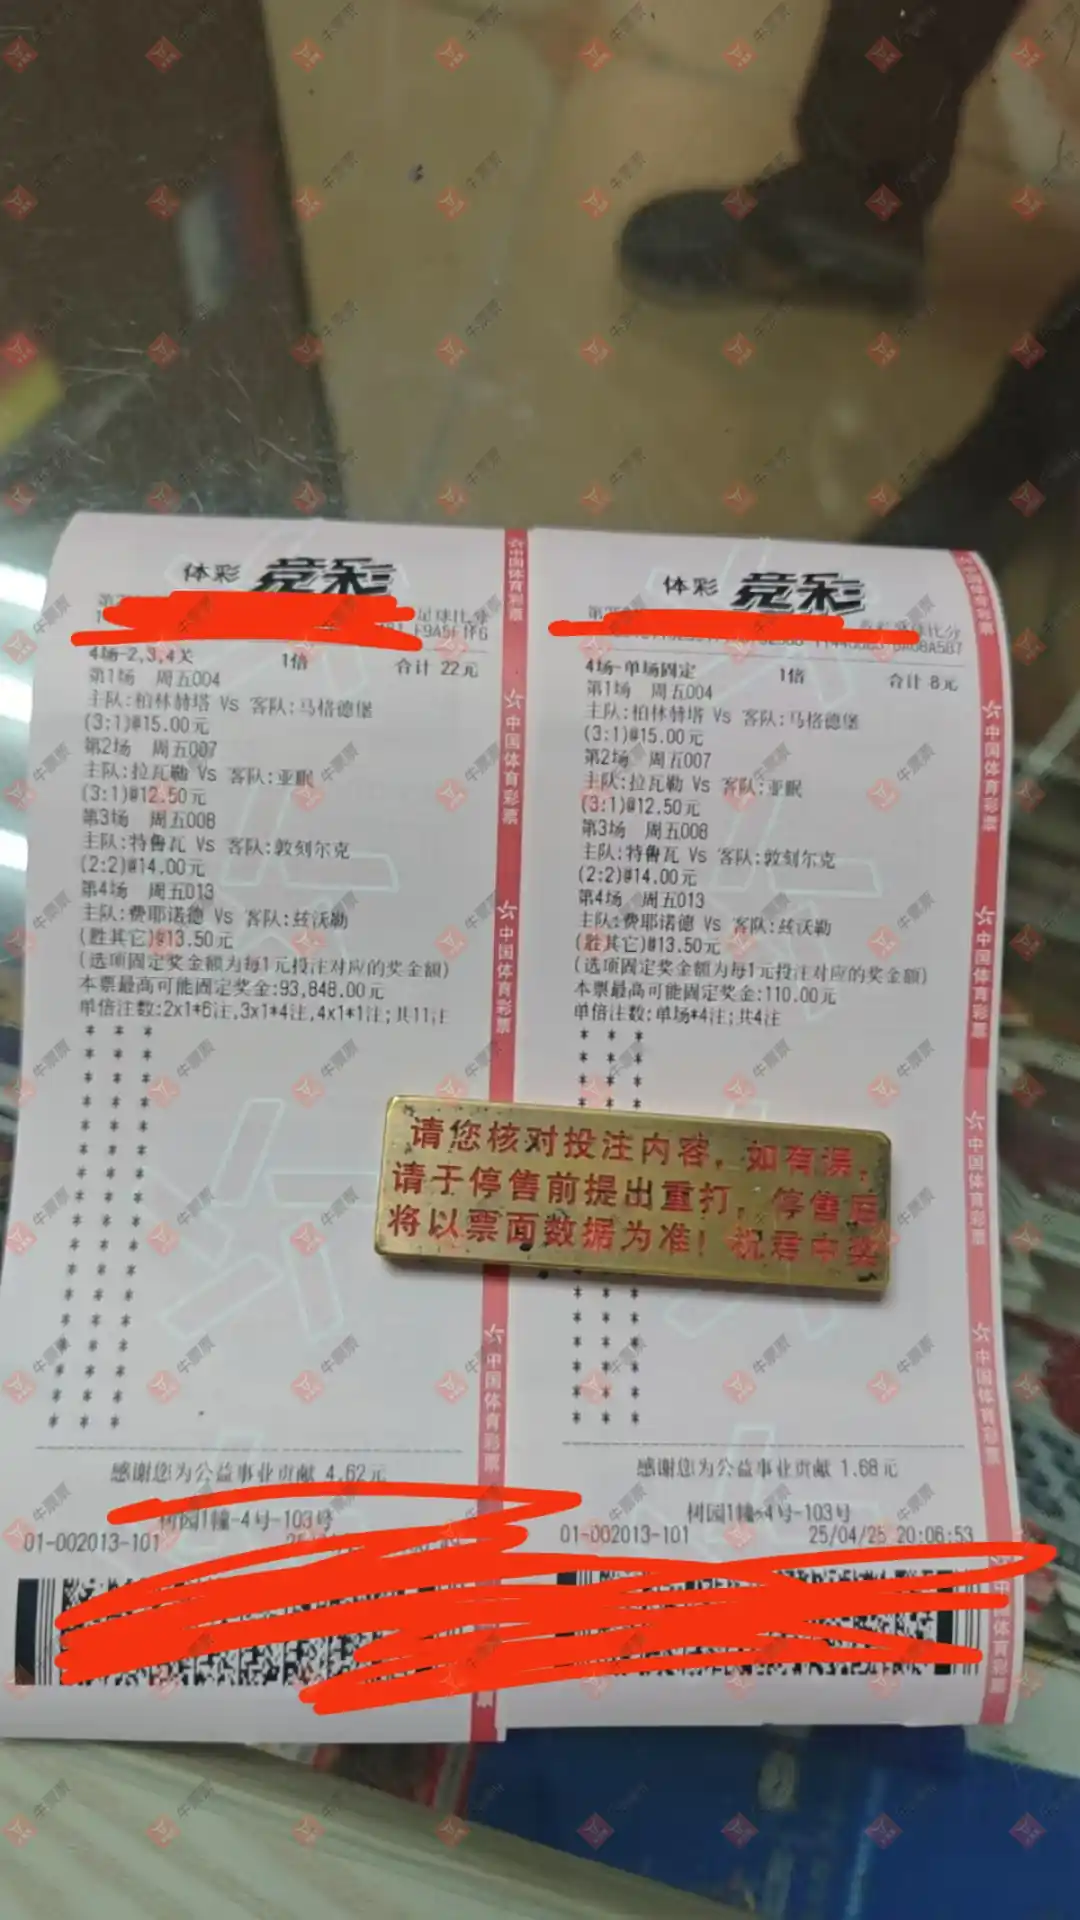 体彩 竞彩
足球比分
4场-2,3,4关 1倍 合计 22元
第1场 周五004
主队:柏林赫塔 Vs 客队:马格德堡
(3:1)@15.00元
第2场 周五007
主队:拉瓦勒 Vs 客队:亚眠
(3:1)@12.50元
第3场 周五008
主队:特鲁瓦 Vs 客队:敦刻尔克
(2:2)@14.00元
第4场 周五013
主队:费耶诺德 Vs 客队:兹沃勒
(胜其它)@13.50元
(选项固定奖金额为每1元投注对应的奖金额)
本票最高可能固定奖金:93,848.00元
单倍注数:2x1*6注,3x1*4注,4x1*1注;共11注
感谢您为公益事业贡献 4.62元
树园1幢-4号-103号
01-002013-101
体彩 竞彩
4场-单场固定 1倍 合计 8元
第1场 周五004
主队:柏林赫塔 Vs 客队:马格德堡
(3:1)@15.00元
第2场 周五007
主队:拉瓦勒 Vs 客队:亚眠
(3:1)@12.50元
第3场 周五008
主队:特鲁瓦 Vs 客队:敦刻尔克
(2:2)@14.00元
第4场 周五013
主队:费耶诺德 Vs 客队:兹沃勒
(胜其它)@13.50元
(选项固定奖金额为每1元投注对应的奖金额)
本票最高可能固定奖金:110.00元
单倍注数:单场*4注;共4注
请您核对投注内容，如有误，
请于停售前提出重打，停售后
将以票面数据为准！祝君中奖
感谢您为公益事业贡献 1.68元
树园1幢-4号-103号
01-002013-101 25/04/25 20:06:53
中国体育彩票
牛票票